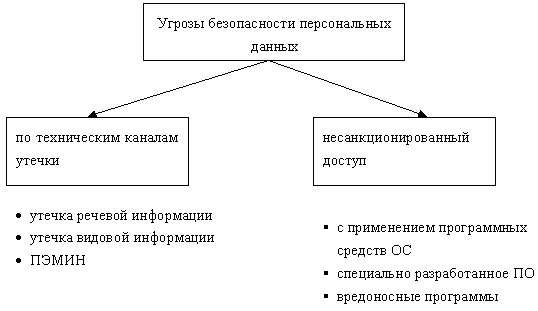 Угрозы безопасности персональных
данных
по техническим каналам
утечки
• утечка речевой информации
• утечка видовой информации
• ПЭМИН
несанкционированный
доступ
▪ с применением программных
средств ОС
▪ специально разработанное ПО
▪ вредоносные программы